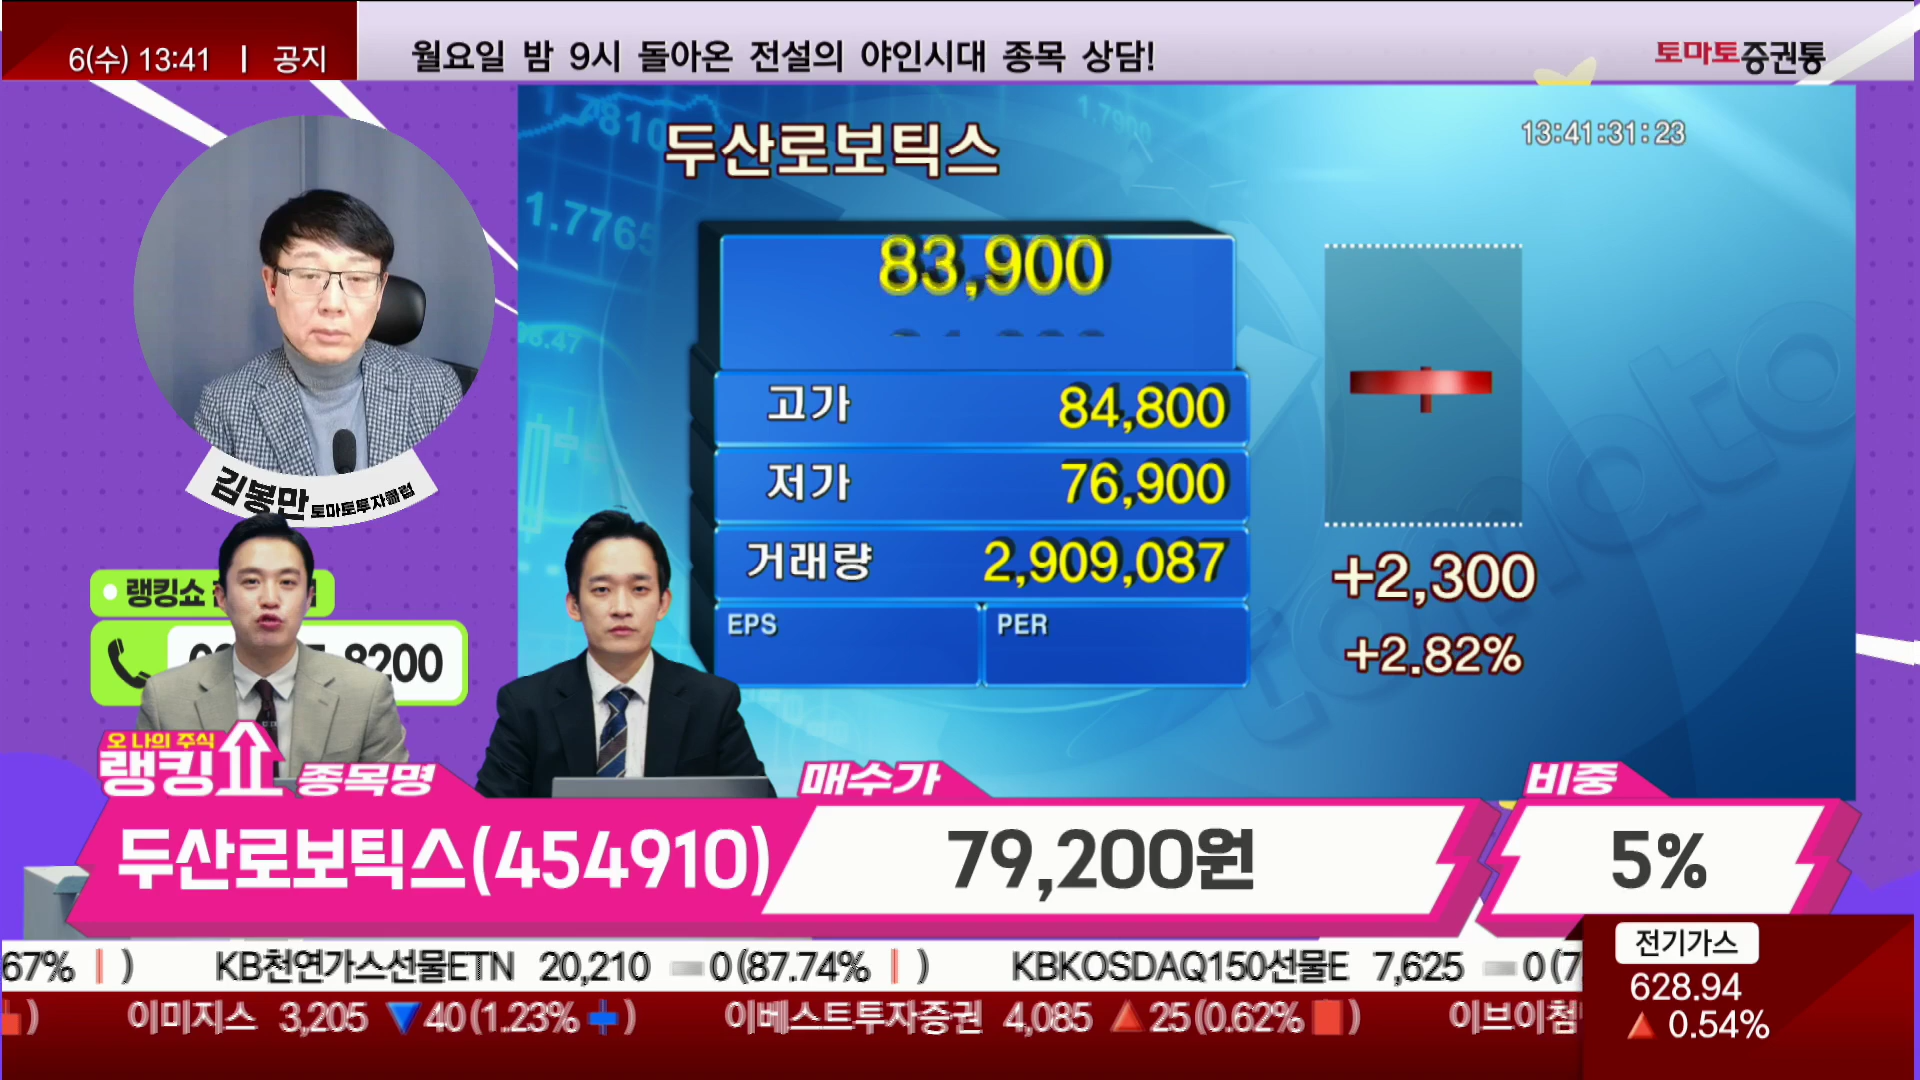 6(수) 13:41 | 공지
월요일 밤 9시 돌아온 전설의 야인시대 종목 상담!
토마토증권통
두산로보틱스
13:41:31:23
1.7765
83,900
고가 84,800
저가 76,900
거래량 2,909,087
EPS
PER
+2,300
+2.82%
tomato
김봉만 토마토투자클럽
랭킹쇼
8200
오 나의 주식
랭킹쇼
종목명
매수가
비중
두산로보틱스(454910)
79,200원
5%
67% )
KB천연가스선물ETN 20,210 0(87.74% )
KBKOSDAQ150선물E 7,625 0(7
)
이미지스 3,205 ▼40(1.23% )
이베스트투자증권 4,085 ▲25(0.62% )
이브이첨
전기가스
628.94
▲ 0.54%